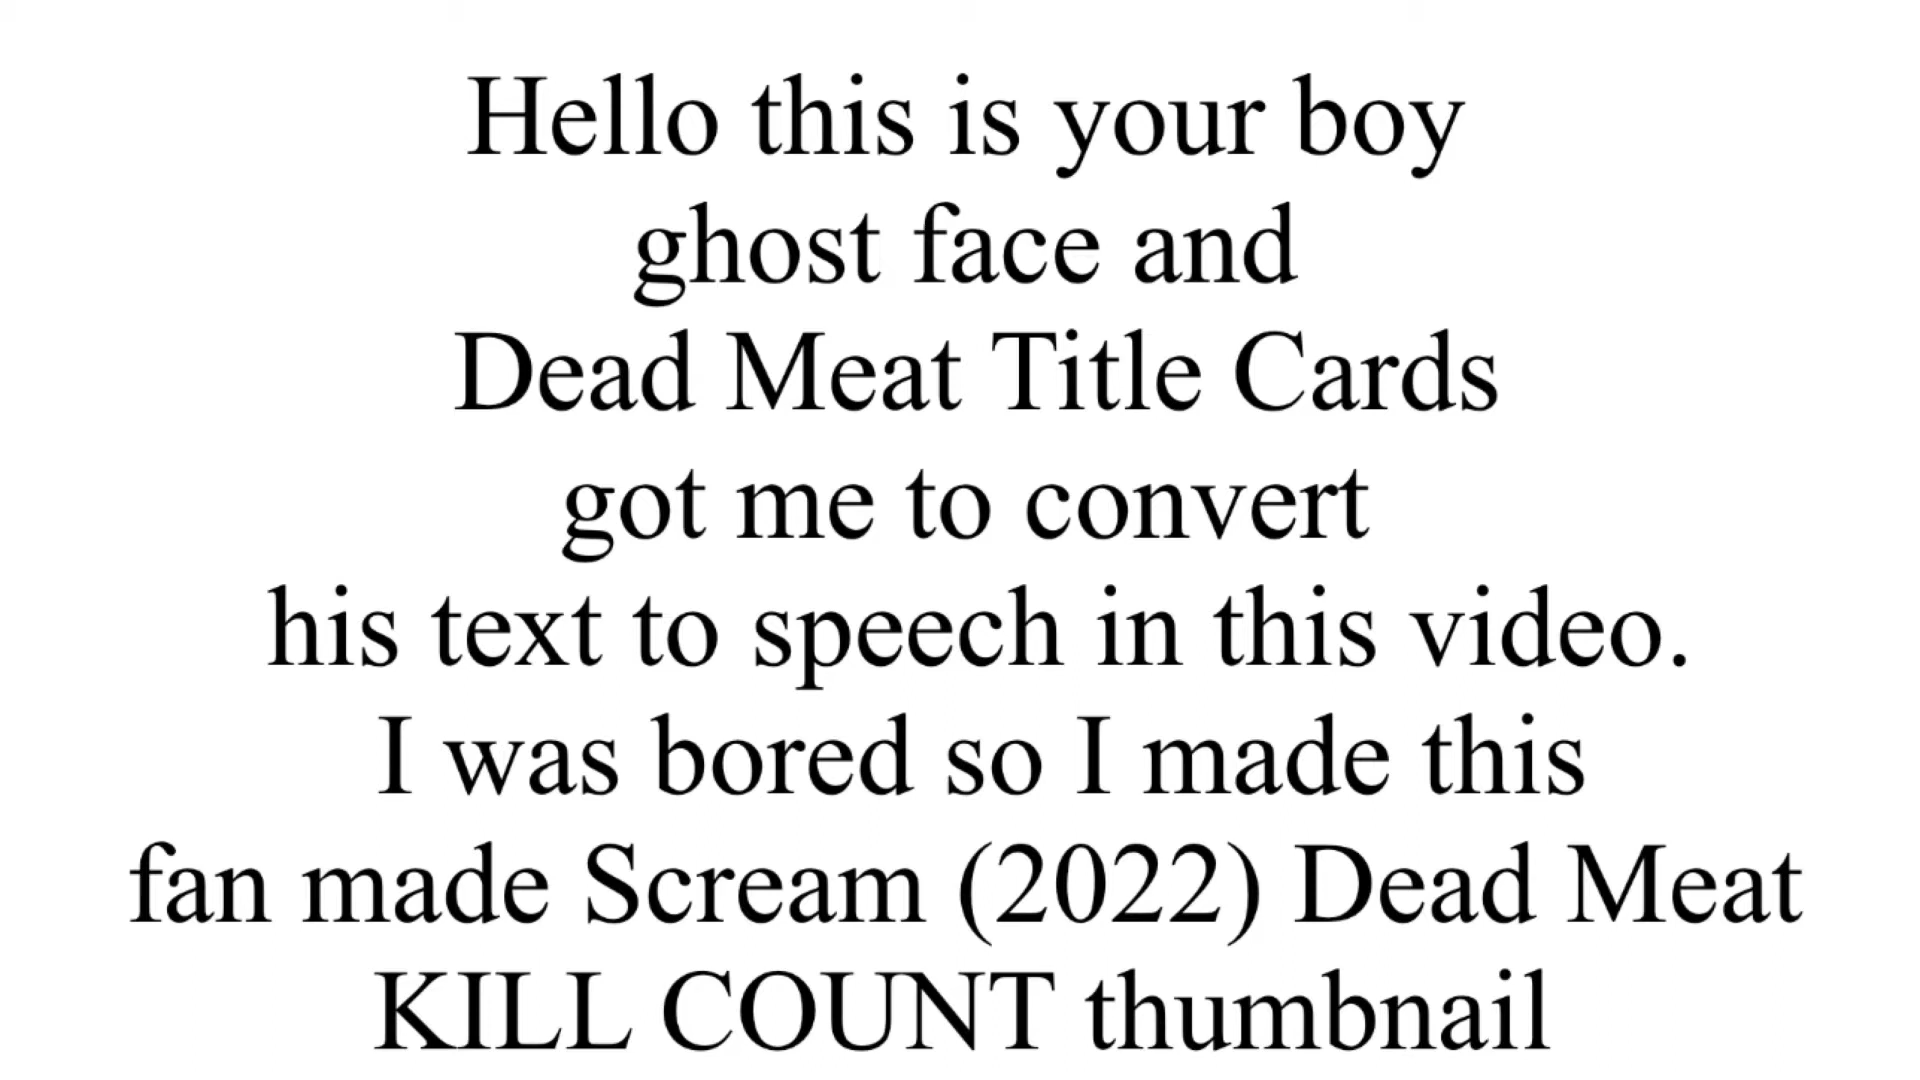 Hello this is your boy
ghost face and
Dead Meat Title Cards
got me to convert
his text to speech in this video.
I was bored so I made this
fan made Scream (2022) Dead Meat
KILL COUNT thumbnail